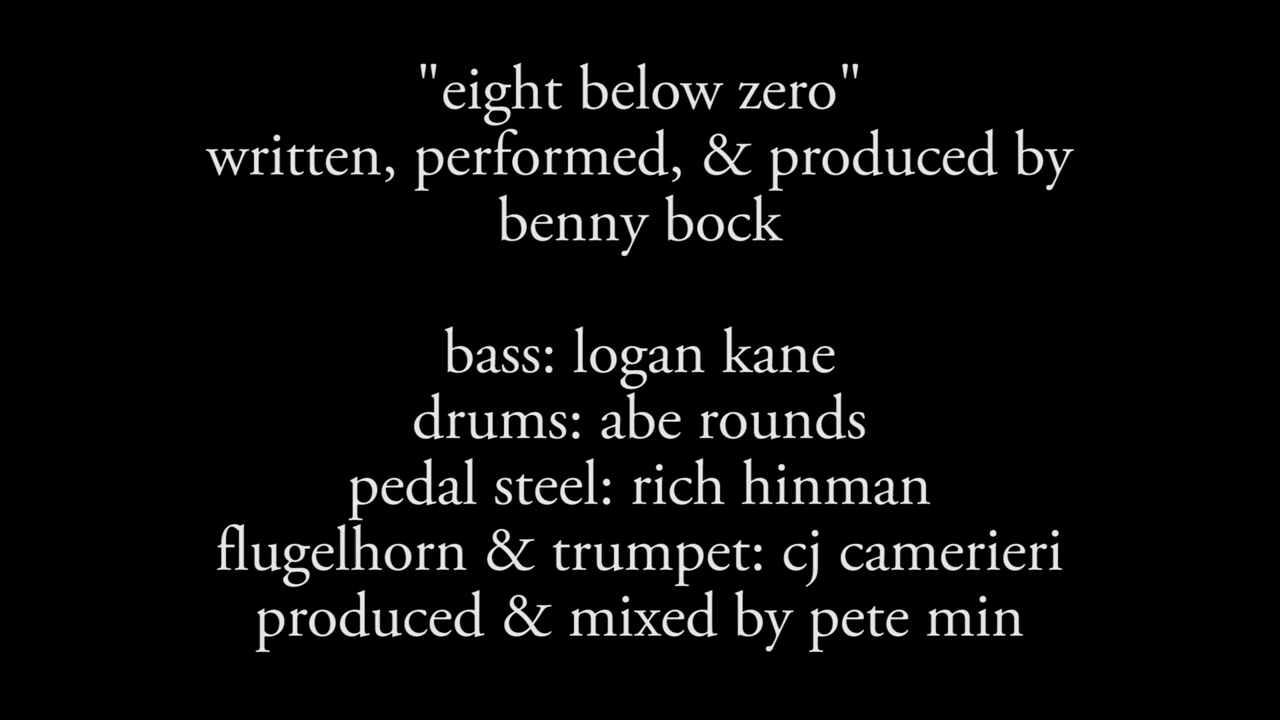 "eight below zero"
written, performed, & produced by
benny bock
bass: logan kane
drums: abe rounds
pedal steel: rich hinman
flugelhorn & trumpet: cj camerieri
produced & mixed by pete min